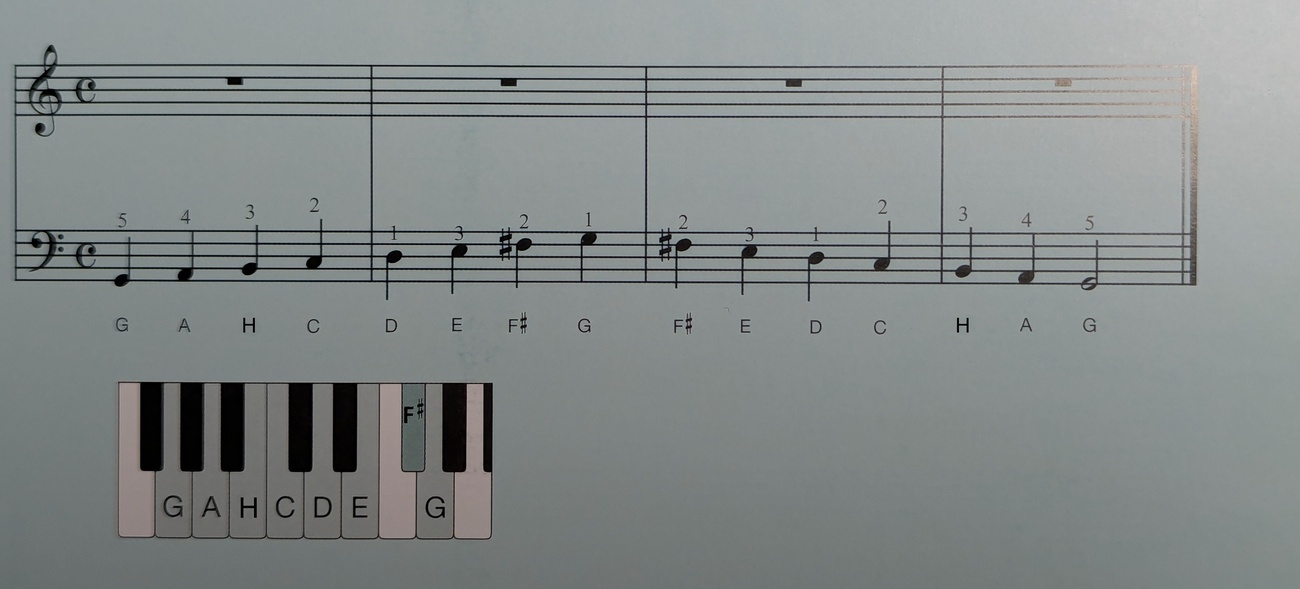 5 4 3 2 1 3 2 1 2 3 1 2 3 4 5
G A H C D E F♯ G F♯ E D C H A G
F♯
G A H C D E G